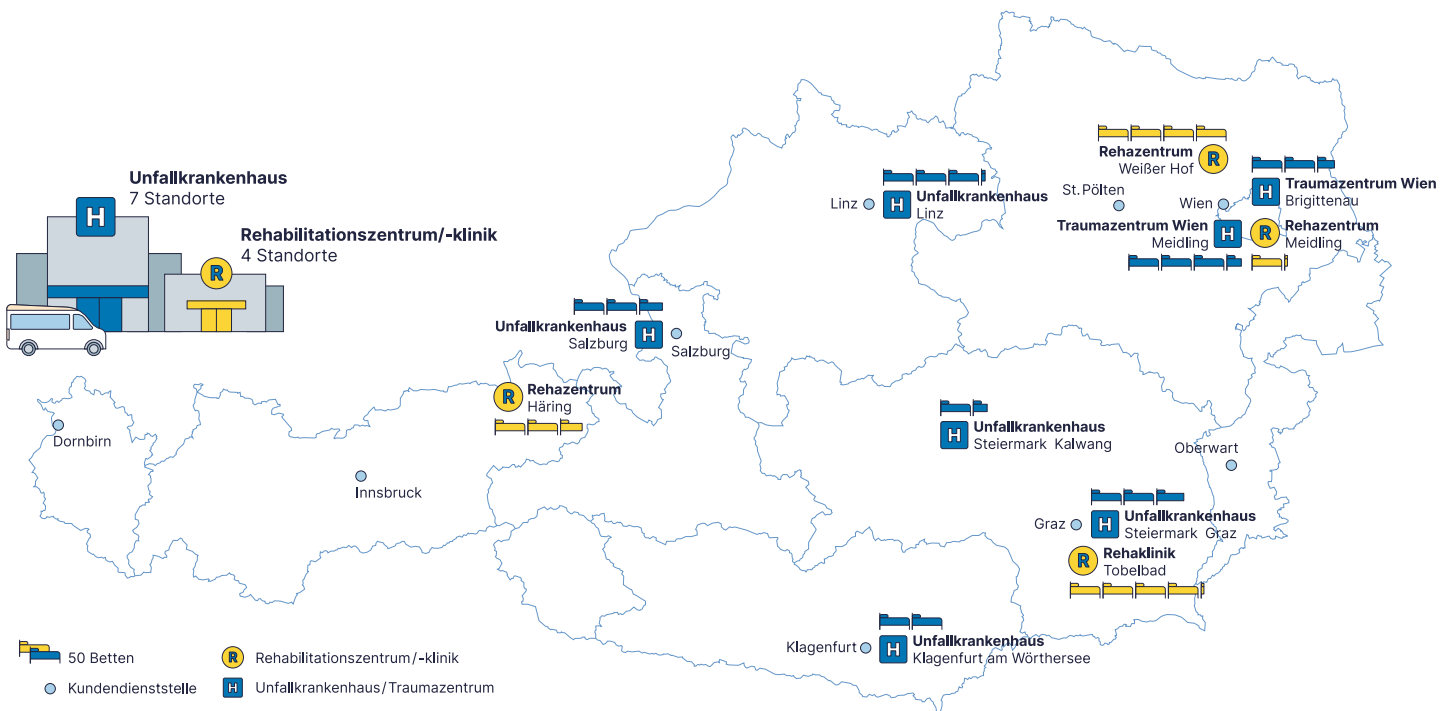 Unfallkrankenhaus
7 Standorte
H
Rehabilitationszentrum/-klinik
4 Standorte
R
Rehazentrum
Weißer Hof
R
Traumazentrum Wien
Brigittenau
H
St. Pölten
Wien
Traumazentrum Wien
Meidling
H
R
Rehazentrum
Meidling
Linz
H
Unfallkrankenhaus
Linz
Unfallkrankenhaus
Salzburg
H
Salzburg
R
Rehazentrum
Häring
Dornbirn
Innsbruck
H
Unfallkrankenhaus
Steiermark Kalwang
Oberwart
Graz
H
Unfallkrankenhaus
Steiermark Graz
R
Rehaklinik
Tobelbad
Klagenfurt
H
Unfallkrankenhaus
Klagenfurt am Wörthersee
50 Betten
R
Rehabilitationszentrum/-klinik
Kundendienststelle
H
Unfallkrankenhaus/Traumazentrum